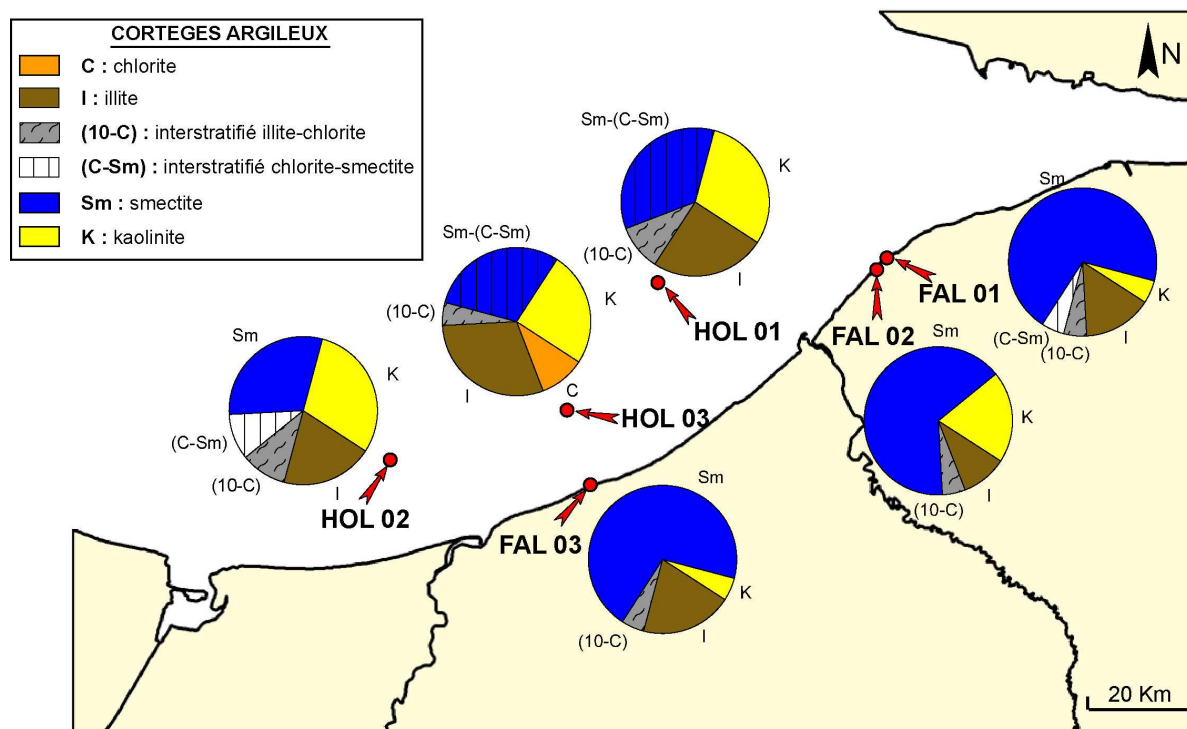 CORTEGES ARGILEUX
C : chlorite
I : illite
(10-C) : interstratifié illite-chlorite
(C-Sm) : interstratifié chlorite-smectite
Sm : smectite
K : kaolinite
N
Sm-(C-Sm)
K
(10-C)
I
HOL 01
Sm
K
(C-Sm)
(10-C)
I
FAL 01
FAL 02
Sm-(C-Sm)
K
(10-C)
I
C
HOL 03
Sm
K
(C-Sm)
(10-C)
I
HOL 02
Sm
K
(10-C)
I
Sm
K
(10-C)
I
FAL 03
20 Km